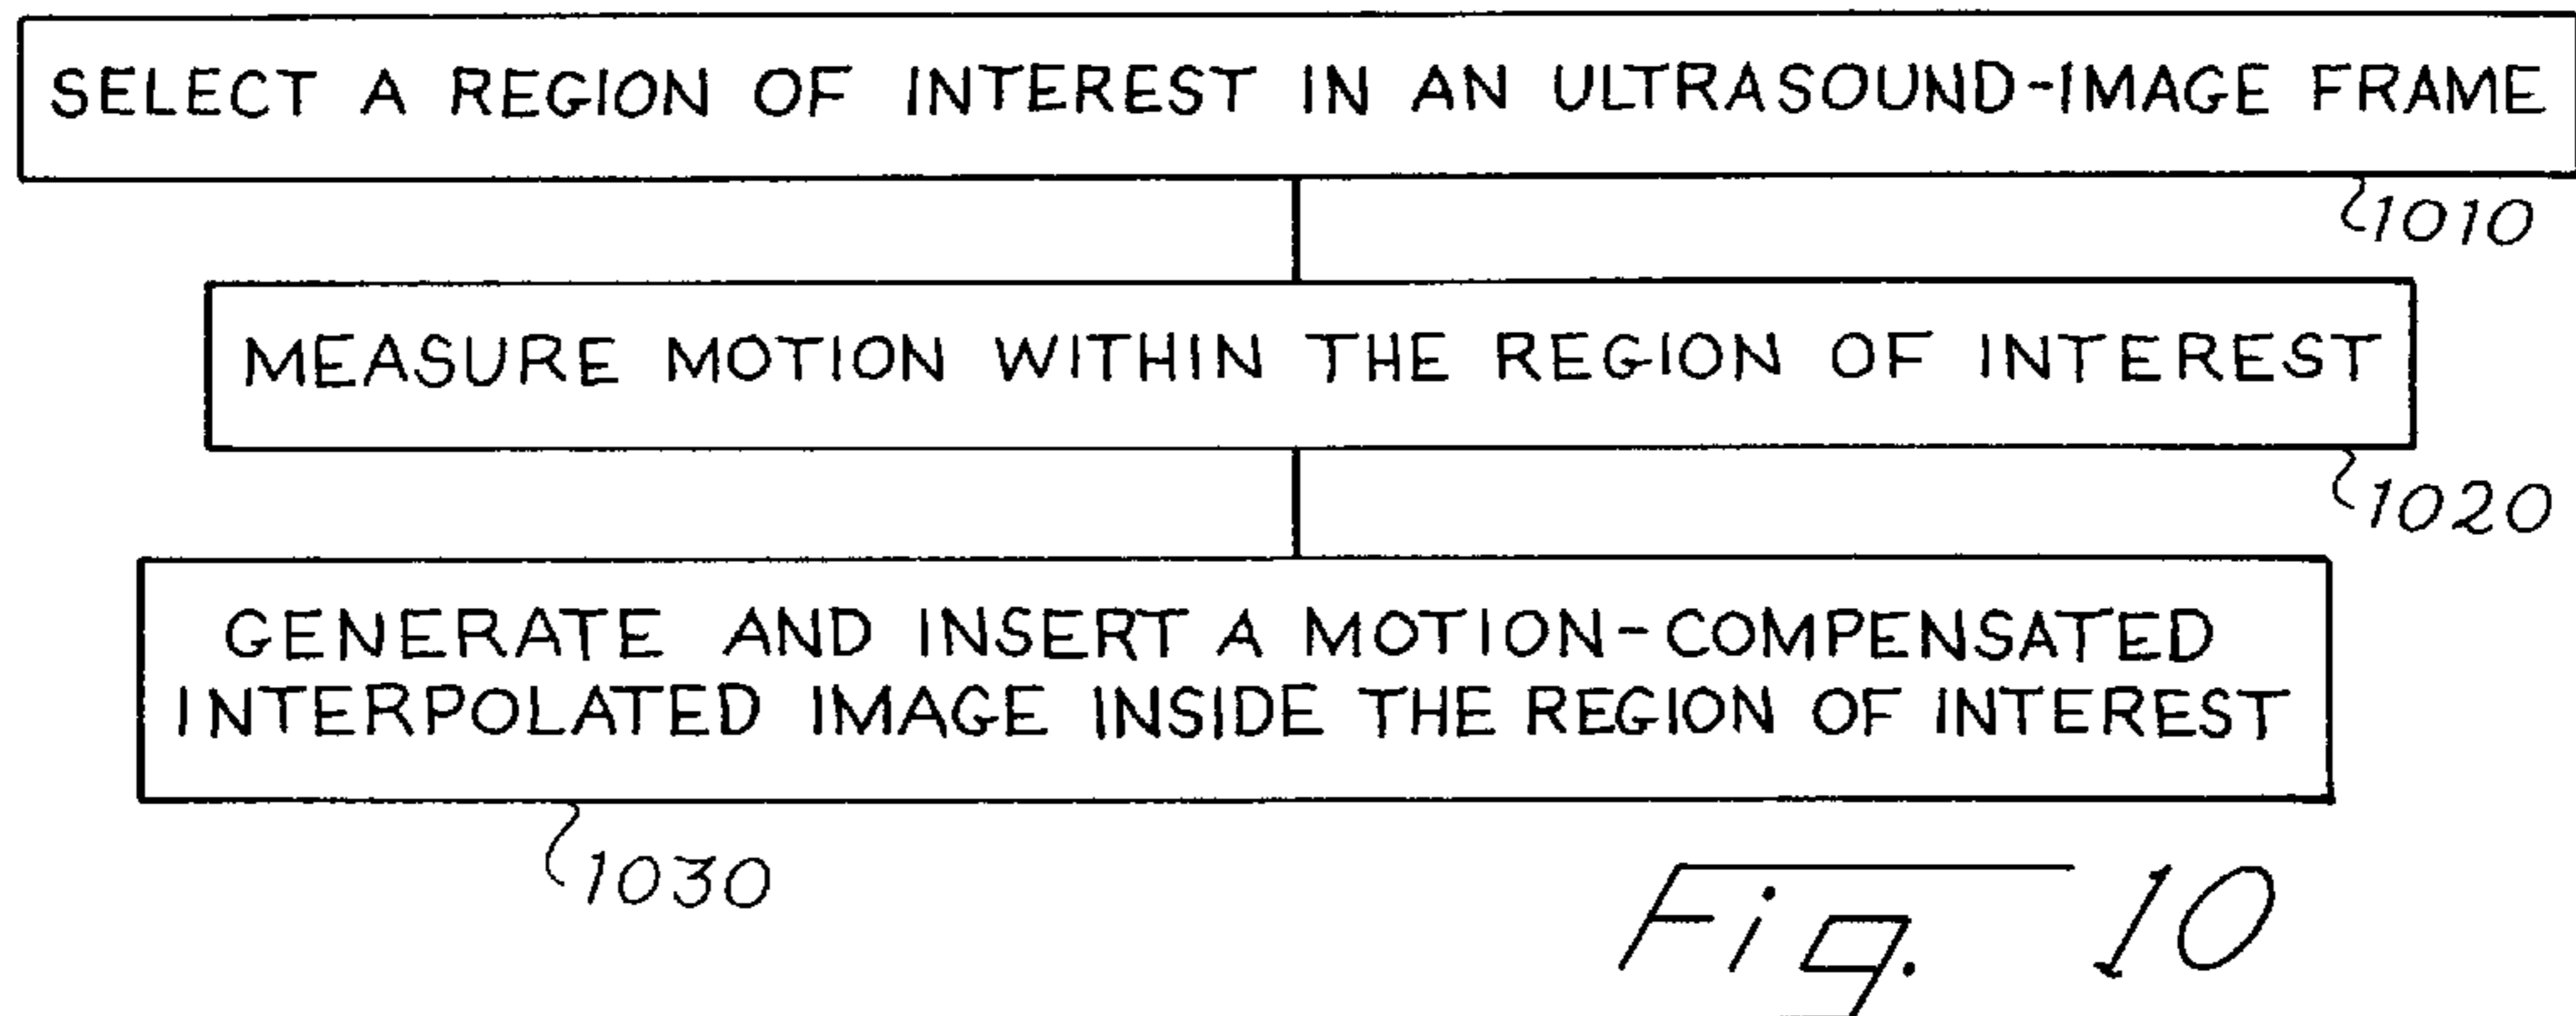 SELECT A REGION OF INTEREST IN AN ULTRASOUND-IMAGE FRAME
1010
MEASURE MOTION WITHIN THE REGION OF INTEREST
1020
GENERATE AND INSERT A MOTION-COMPENSATED
INTERPOLATED IMAGE INSIDE THE REGION OF INTEREST
1030
Fig. 10